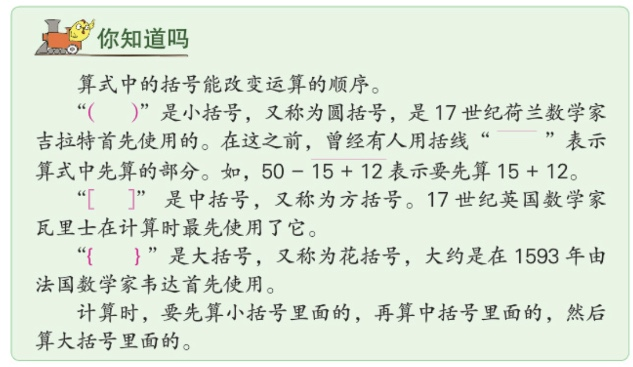 你知道吗
算式中的括号能改变运算的顺序。
“(　)”是小括号，又称为圆括号，是 17 世纪荷兰数学家
吉拉特首先使用的。在这之前，曾经有人用括线“‾‾”表示
算式中先算的部分。如，50 − 15 + 12 表示要先算 15 + 12。
“[　]”是中括号，又称为方括号。17 世纪英国数学家
瓦里士在计算时最先使用了它。
“{　}”是大括号，又称为花括号，大约是在 1593 年由
法国数学家韦达首先使用。
计算时，要先算小括号里面的，再算中括号里面的，然后
算大括号里面的。